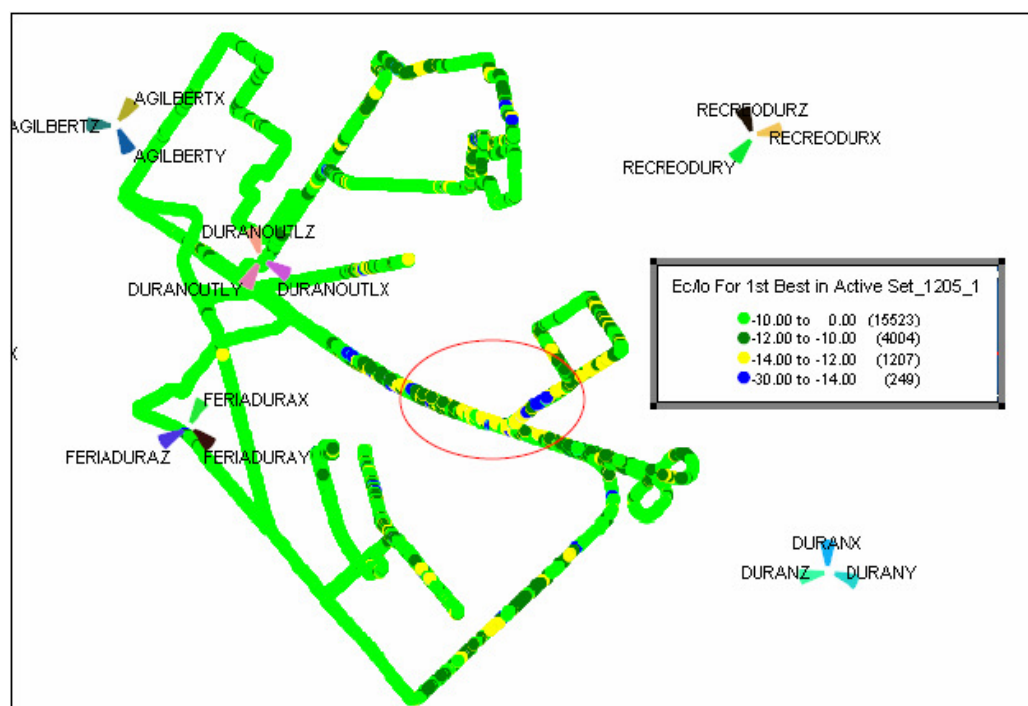 AGILBERTX
AGILBERTZ
AGILBERTY
RECREODURZ
RECREODURX
RECREODURY
DURANOUTLZ
DURANOUTLY
DURANOUTLX
X
Ec/Io For 1st Best in Active Set_1205_1
-10.00 to 0.00 (15523)
-12.00 to -10.00 (4004)
-14.00 to -12.00 (1207)
-30.00 to -14.00 (249)
FERIADURAX
FERIADURAZ
FERIADURAY
DURANX
DURANZ
DURANY